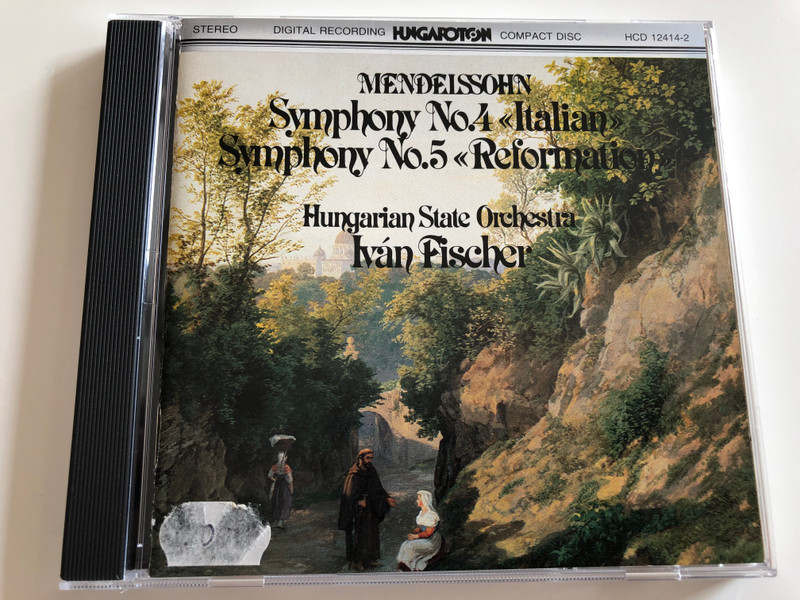 STEREO DIGITAL RECORDING HUNGAROTON COMPACT DISC HCD 12414-2
MENDELSSOHN
Symphony No.4 «Italian»
Symphony No.5 «Reformation»
Hungarian State Orchestra
Iván Fischer